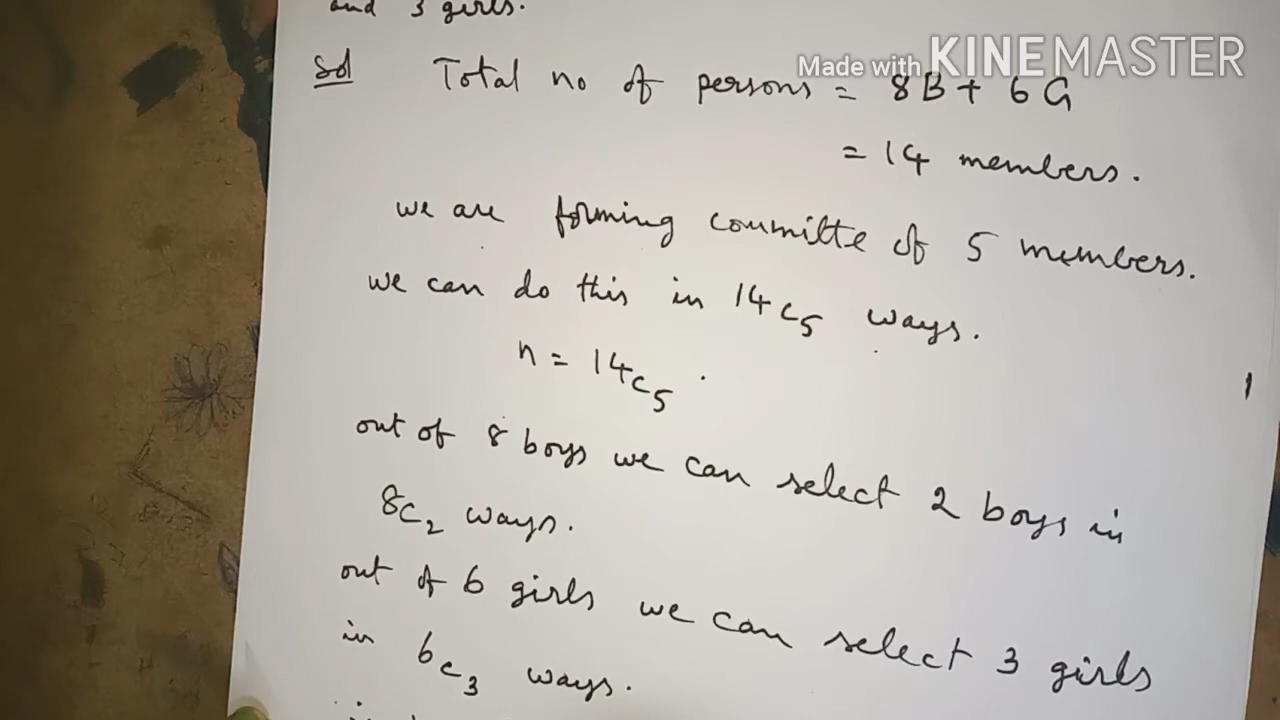 and 3 girls.
Made with KINEMASTER
Sol Total no of persons = 8B + 6G
= 14 members.
we are forming committe of 5 members.
we can do this in 14c5 ways.
n = 14c5
out of 8 boys we can select 2 boys in
8c2 ways.
out of 6 girls we can select 3 girls
in 6c3 ways.